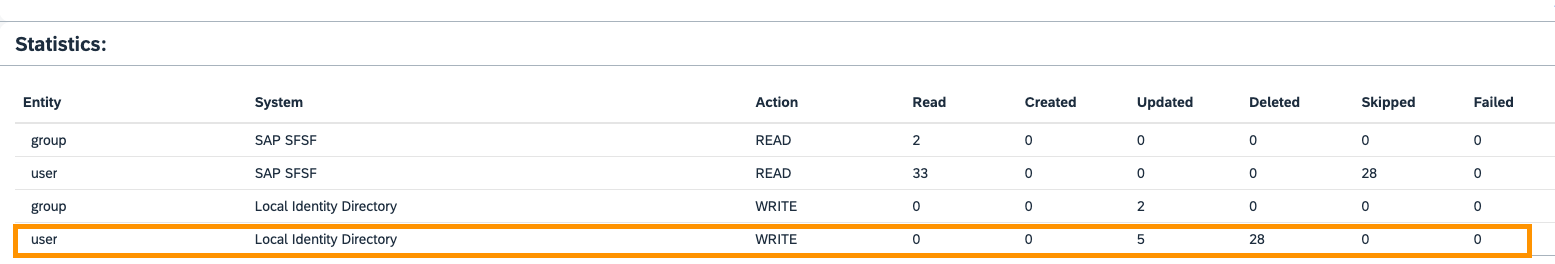 Statistics:
Entity System Action Read Created Updated Deleted Skipped Failed
group SAP SFSF READ 2 0 0 0 0 0
user SAP SFSF READ 33 0 0 0 28 0
group Local Identity Directory WRITE 0 0 2 0 0 0
user Local Identity Directory WRITE 0 0 5 28 0 0